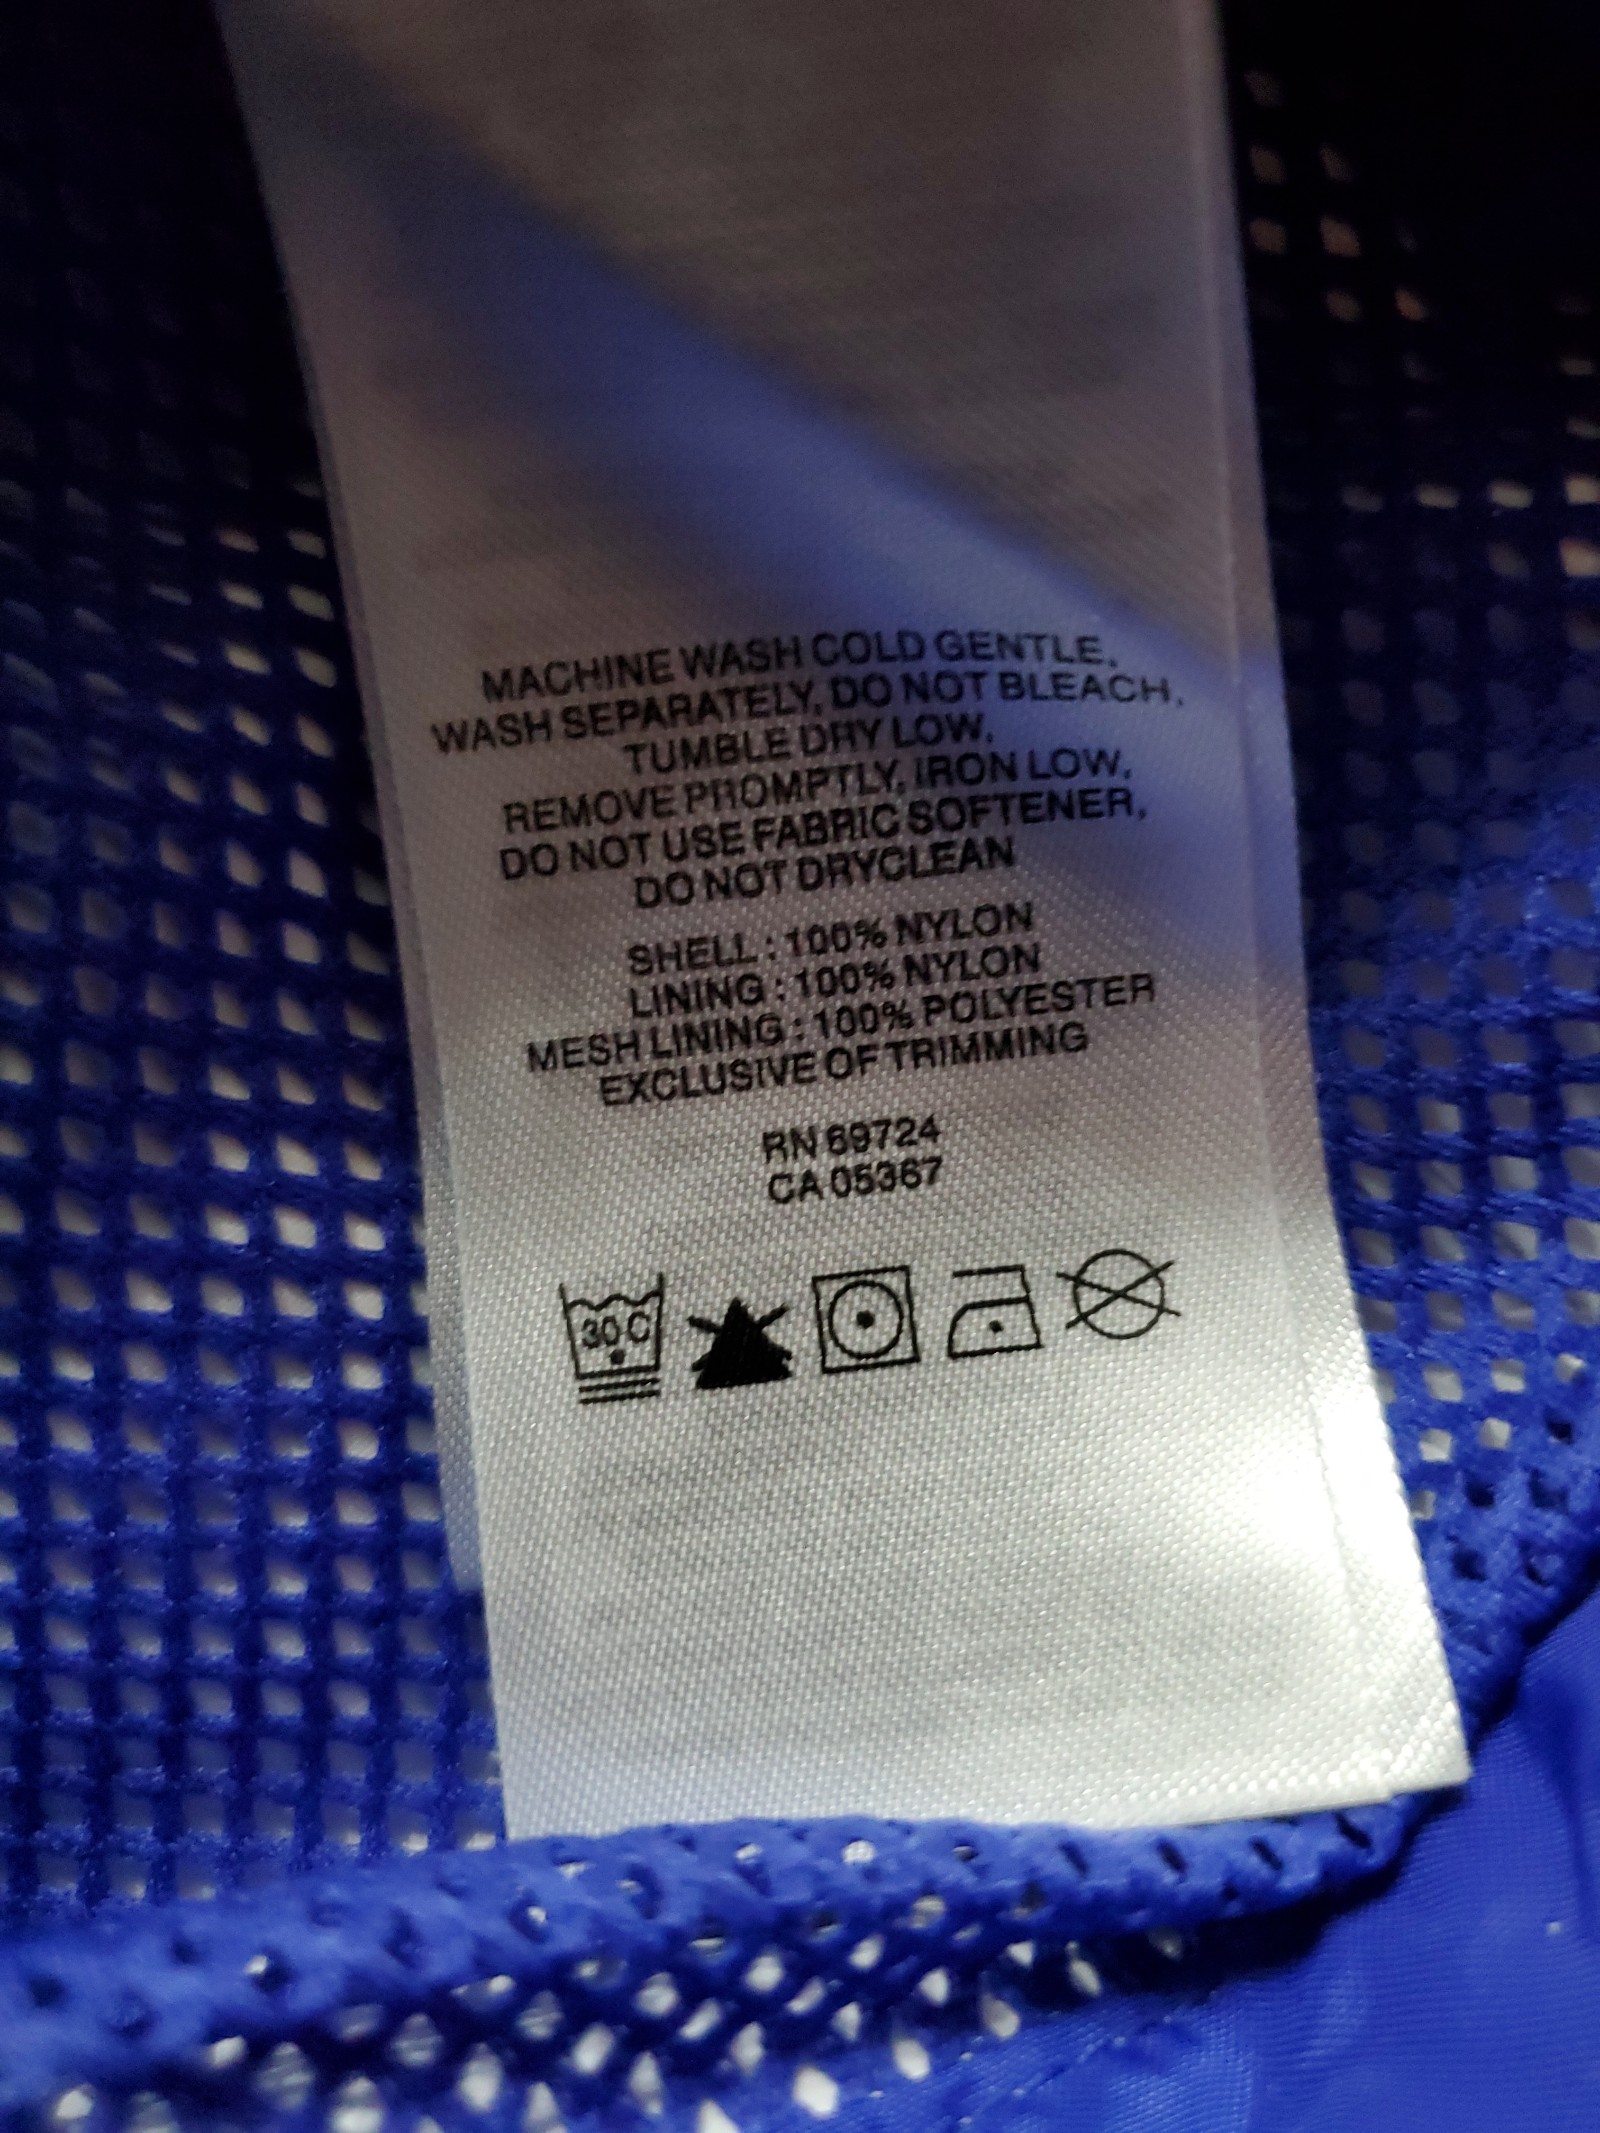 MACHINE WASH COLD GENTLE,
WASH SEPARATELY, DO NOT BLEACH,
TUMBLE DRY LOW,
REMOVE PROMPTLY, IRON LOW,
DO NOT USE FABRIC SOFTENER,
DO NOT DRYCLEAN
SHELL : 100% NYLON
LINING : 100% NYLON
MESH LINING : 100% POLYESTER
EXCLUSIVE OF TRIMMING
RN 69724
CA 05367
30 C